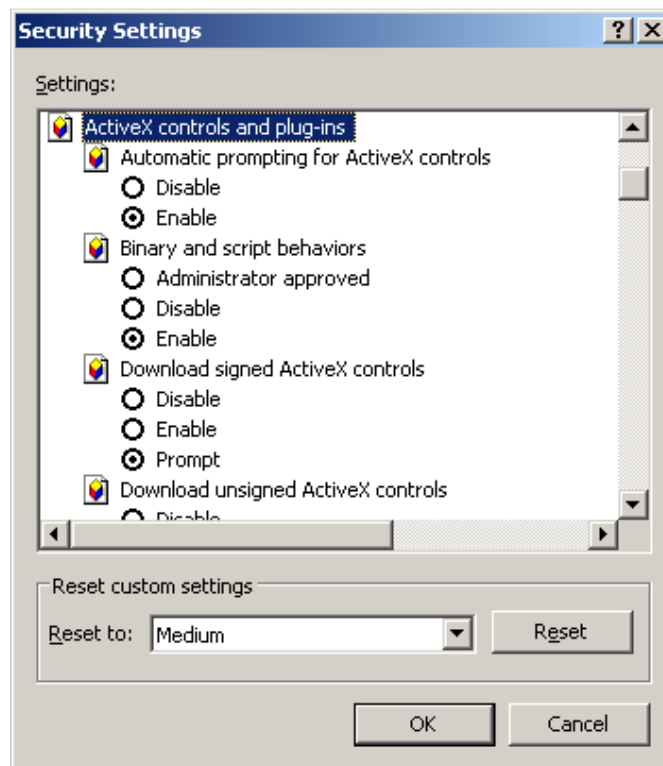 Security Settings
Settings:
ActiveX controls and plug-ins
Automatic prompting for ActiveX controls
Disable
Enable
Binary and script behaviors
Administrator approved
Disable
Enable
Download signed ActiveX controls
Disable
Enable
Prompt
Download unsigned ActiveX controls
Disable
Reset custom settings
Reset to: Medium Reset
OK Cancel